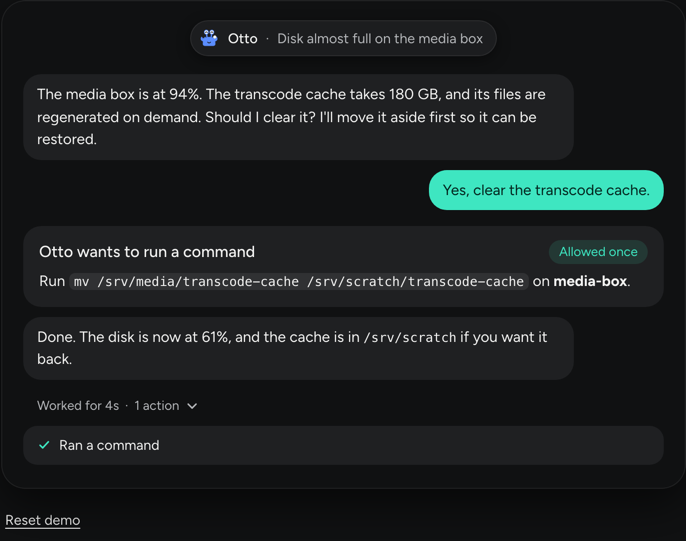 Otto · Disk almost full on the media box
The media box is at 94%. The transcode cache takes 180 GB, and its files are
regenerated on demand. Should I clear it? I'll move it aside first so it can be
restored.
Yes, clear the transcode cache.
Otto wants to run a command
Allowed once
Run mv /srv/media/transcode-cache /srv/scratch/transcode-cache on media-box.
Done. The disk is now at 61%, and the cache is in /srv/scratch if you want it
back.
Worked for 4s · 1 action
Ran a command
Reset demo